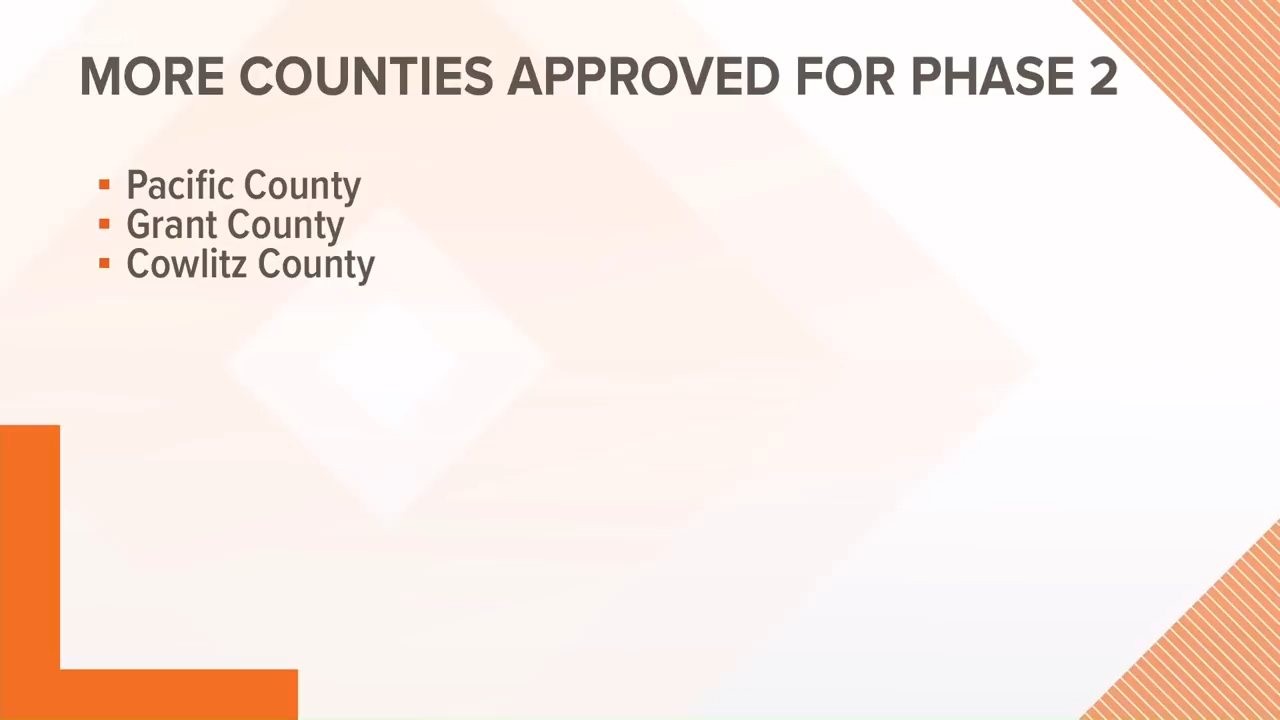 MORE COUNTIES APPROVED FOR PHASE 2
▪ Pacific County
▪ Grant County
▪ Cowlitz County